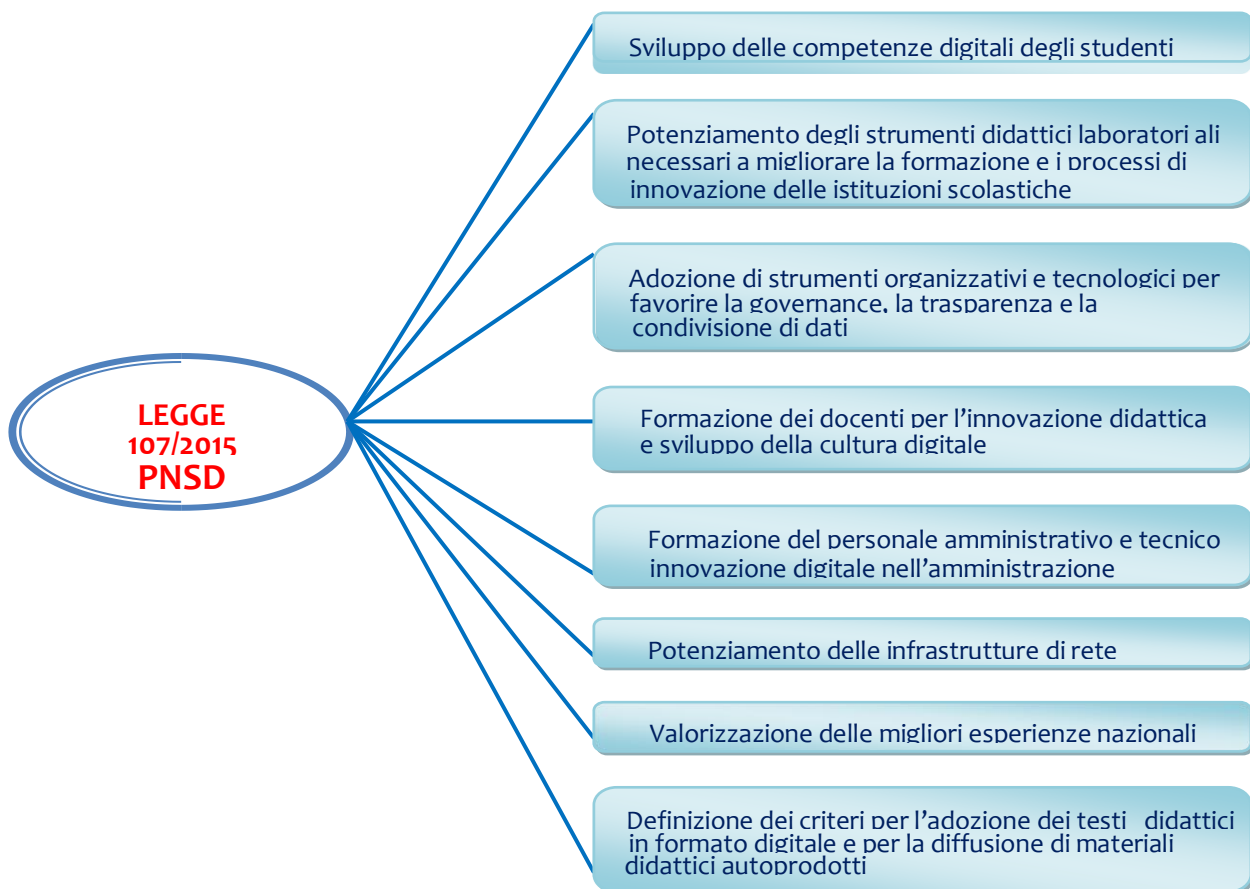 Sviluppo delle competenze digitali degli studenti
Potenziamento degli strumenti didattici laboratori ali
necessari a migliorare la formazione e i processi di
innovazione delle istituzioni scolastiche
Adozione di strumenti organizzativi e tecnologici per
favorire la governance, la trasparenza e la
condivisione di dati
LEGGE
107/2015
PNSD
Formazione dei docenti per l'innovazione didattica
e sviluppo della cultura digitale
Formazione del personale amministrativo e tecnico
innovazione digitale nell'amministrazione
Potenziamento delle infrastrutture di rete
Valorizzazione delle migliori esperienze nazionali
Definizione dei criteri per l'adozione dei testi didattici
in formato digitale e per la diffusione di materiali
didattici autoprodotti